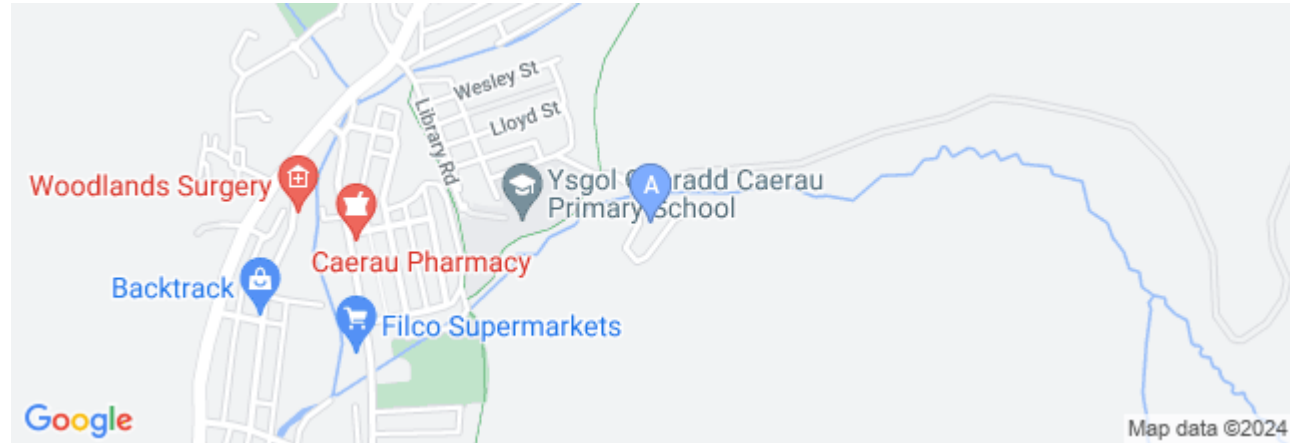 Wesley St
Lloyd St
Library Rd
Woodlands Surgery
Ysgol Caerau
A
Primary School
Caerau Pharmacy
Backtrack
Filco Supermarkets
Google
Map data ©2024